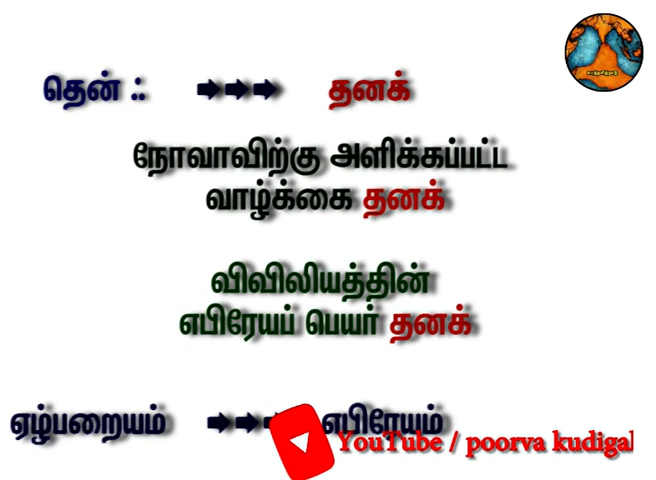 தென் ஃ ➡➡➡ தனக்
நோவாவிற்கு அளிக்கப்பட்ட
வாழ்க்கை தனக்
விவிலியத்தின்
எபிரேயப் பெயர் தனக்
ஏழ்பறையம் ➡➡➡ எபிரேயம்
YouTube / poorva kudigal